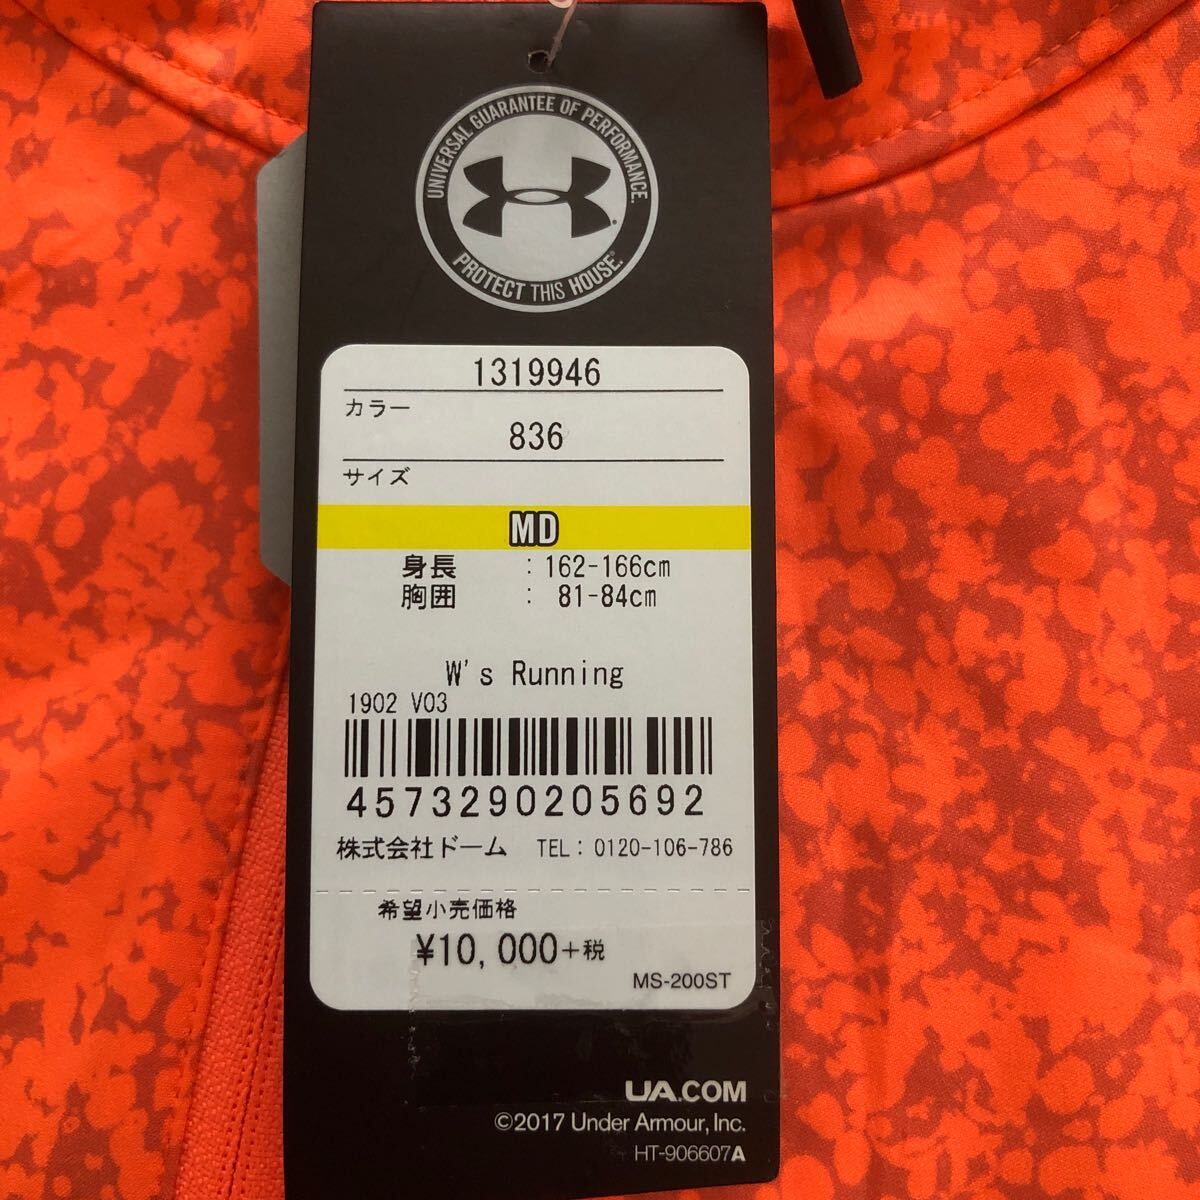 UNIVERSAL GUARANTEE OF PERFORMANCE.
PROTECT THIS HOUSE.
1319946
カラー
836
サイズ
MD
身長 : 162-166cm
胸囲 : 81-84cm
W's Running
1902 V03
4573290205692
株式会社ドーム TEL: 0120-106-786
希望小売価格
¥10,000+税
MS-200ST
UA.COM
©2017 Under Armour, Inc.
HT-906607A